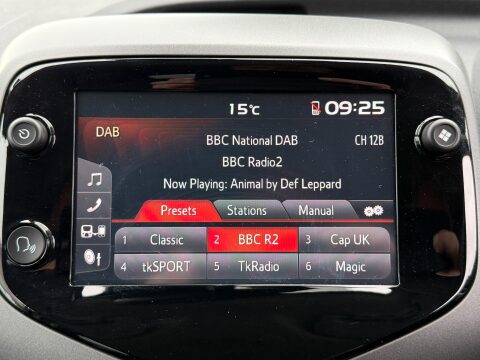 15°C 09:25
DAB
BBC National DAB CH 12B
BBC Radio2
Now Playing: Animal by Def Leppard
Presets Stations Manual
1 Classic 2 BBC R2 3 Cap UK
4 tkSPORT 5 TkRadio 6 Magic